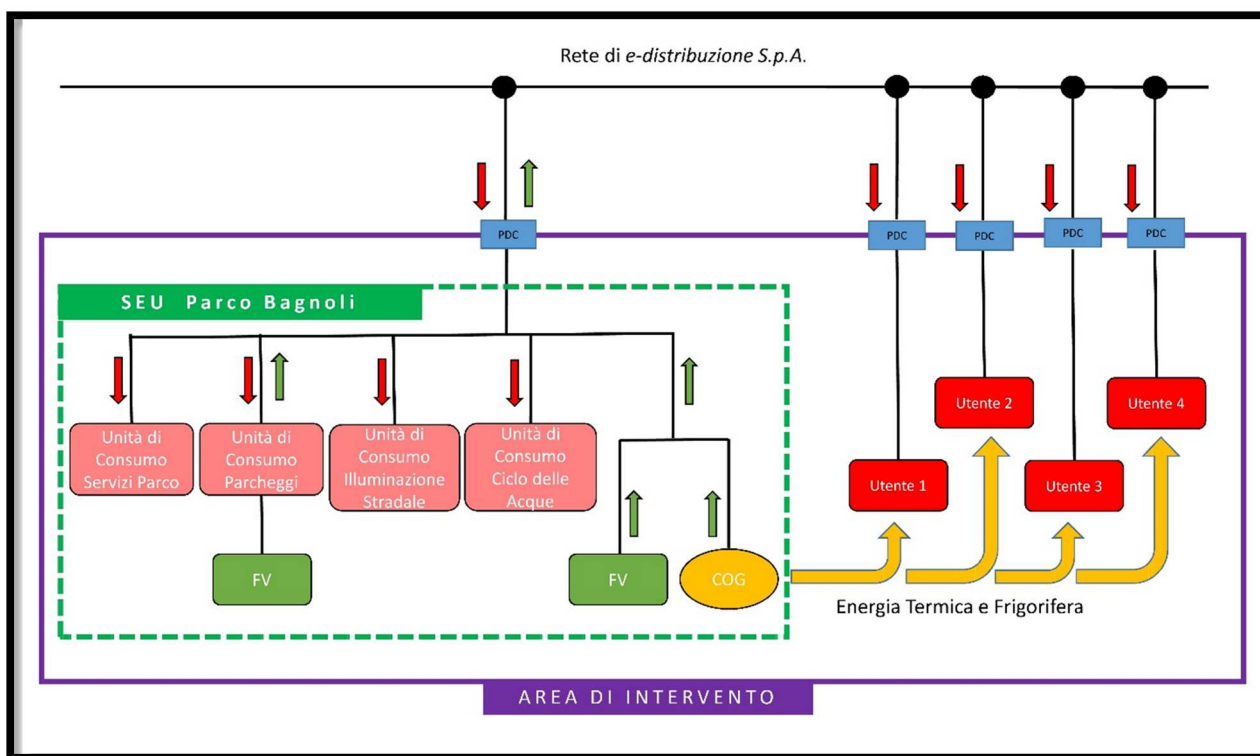 Rete di e-distribuzione S.p.A.
PDC
PDC
PDC
PDC
PDC
SEU Parco Bagnoli
Unità di
Consumo
Servizi Parco
Unità di
Consumo
Parcheggi
Unità di
Consumo
Illuminazione
Stradale
Unità di
Consumo
Ciclo delle
Acque
Utente 2
Utente 4
Utente 1
Utente 3
FV
FV
COG
Energia Termica e Frigorifera
AREA DI INTERVENTO